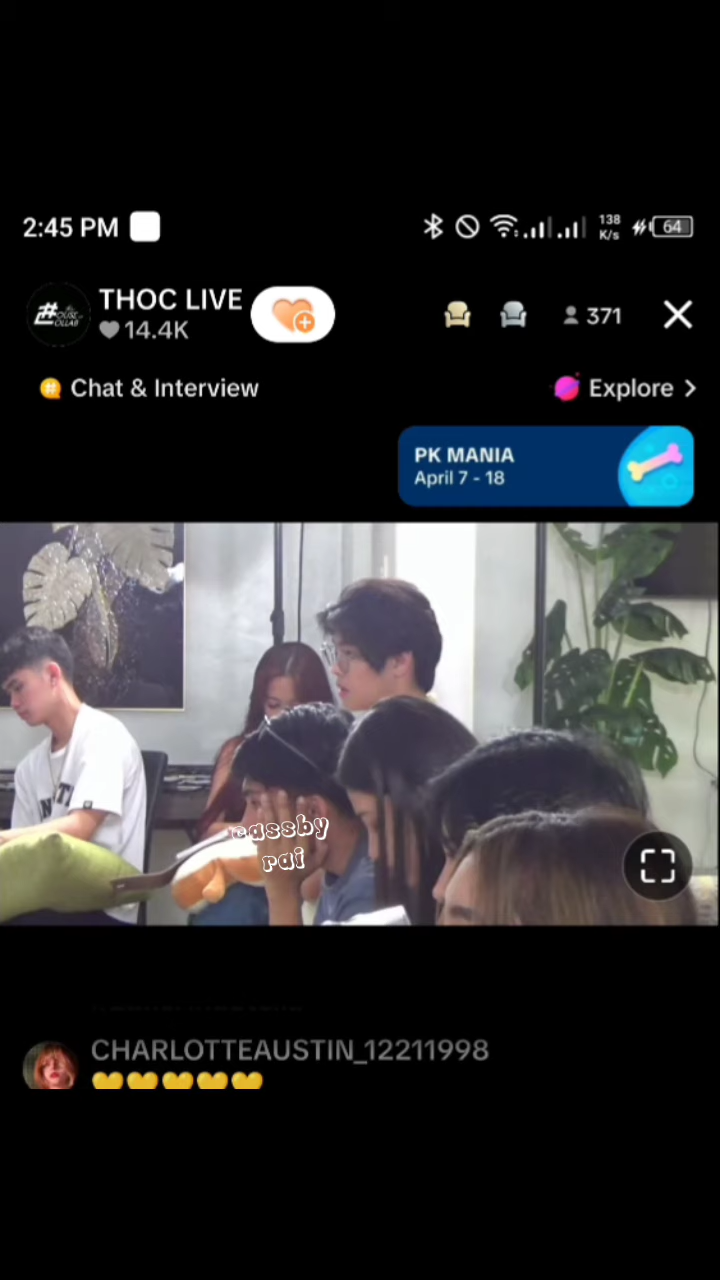 2:45 PM
138
K/s
64
THOC LIVE
14.4K
371
Chat & Interview
Explore
PK MANIA
April 7 - 18
cassby
rai
CHARLOTTEAUSTIN_12211998